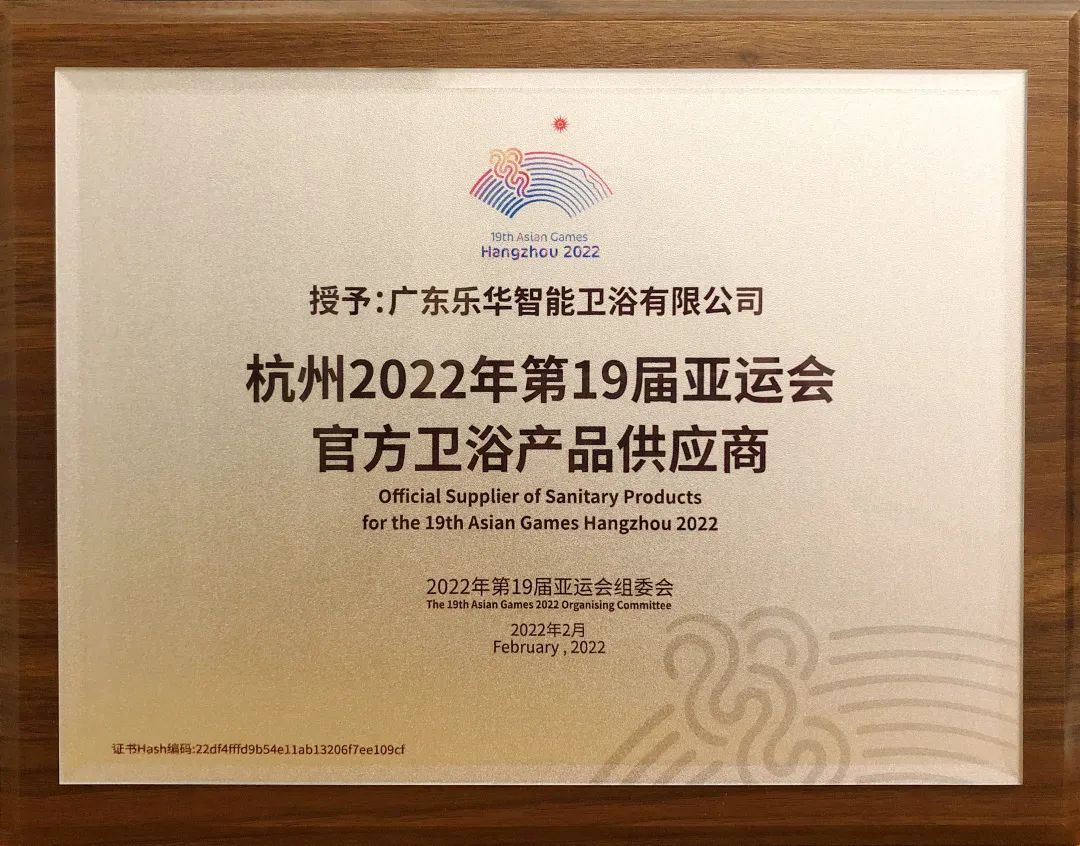 19th Asian Games
Hangzhou 2022
授予:广东乐华智能卫浴有限公司
杭州2022年第19届亚运会
官方卫浴产品供应商
Official Supplier of Sanitary Products
for the 19th Asian Games Hangzhou 2022
2022年第19届亚运会组委会
The 19th Asian Games 2022 Organising Committee
2022年2月
February , 2022
证书Hash编码:22df4fffd9b54e11ab13206f7ee109cf